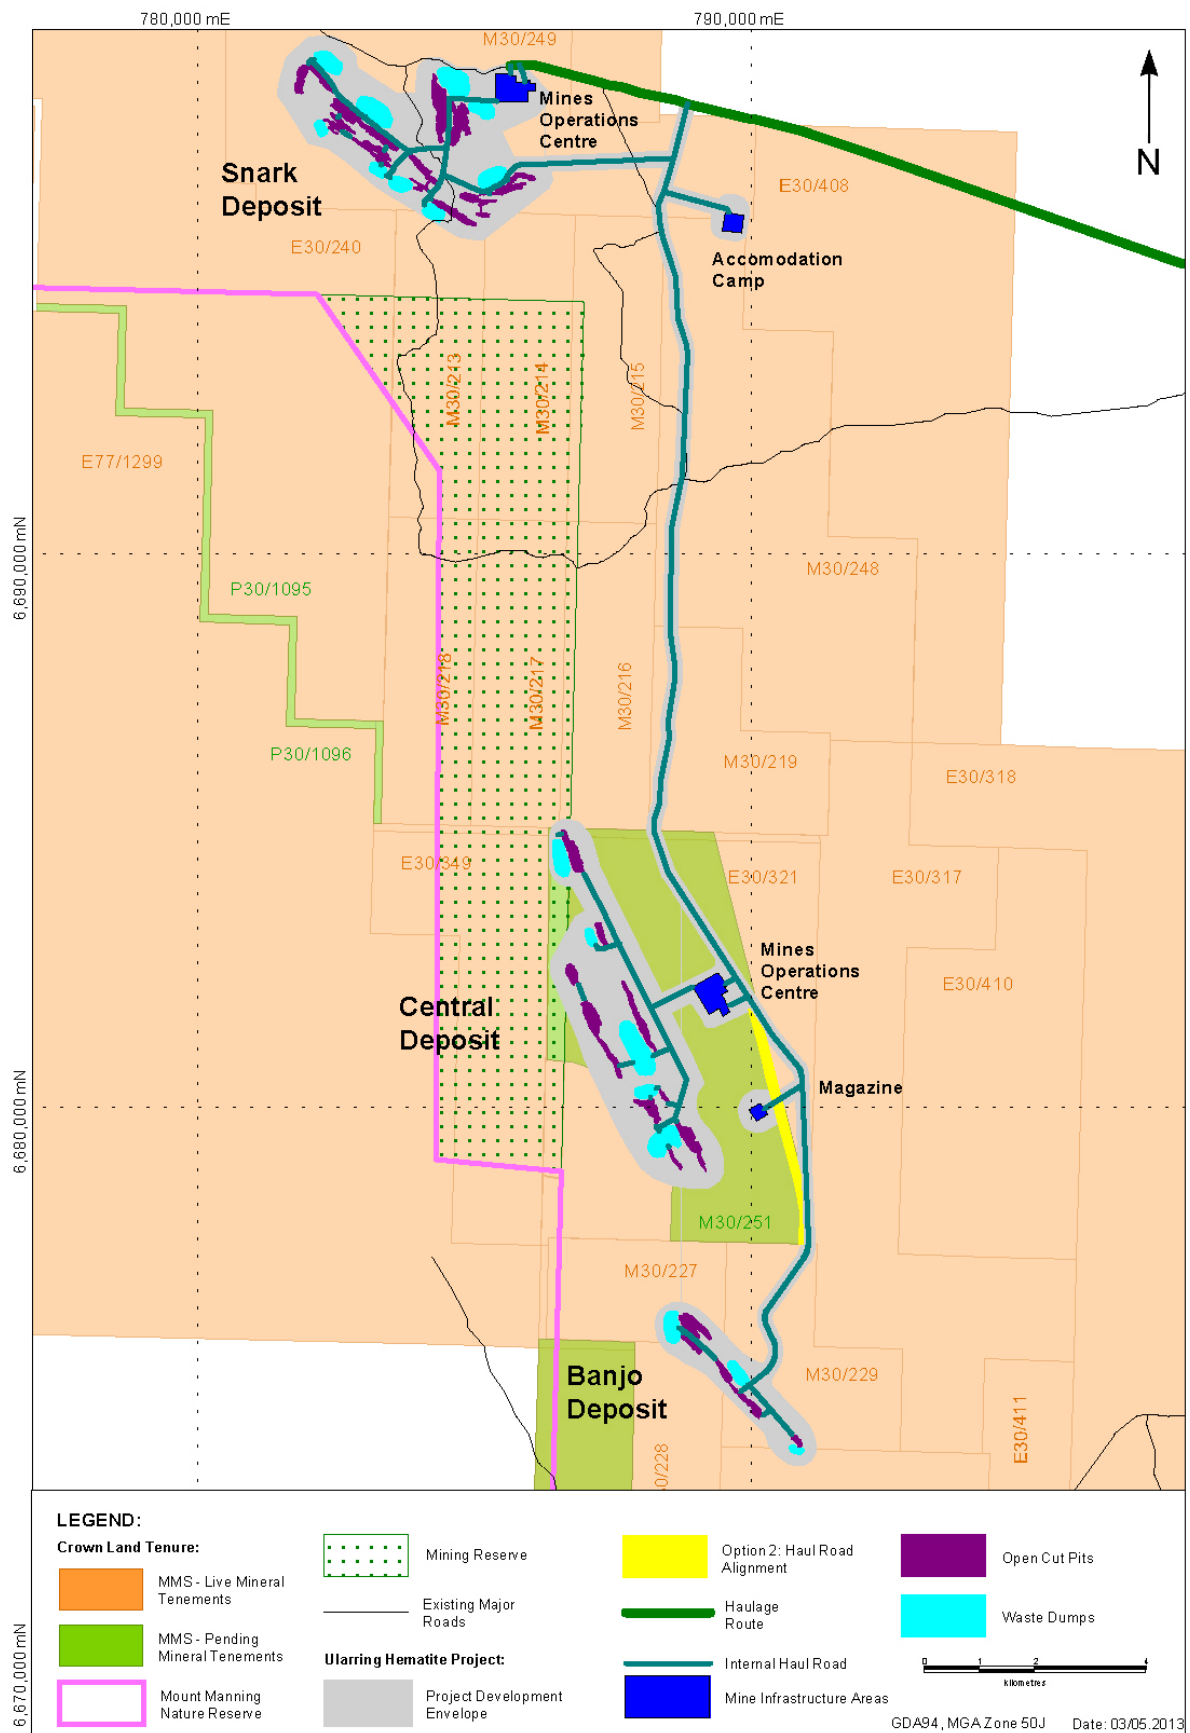 780,000 mE
790,000 mE
M30/249
Mines
Operations
Centre
N
Snark
Deposit
E30/408
E30/240
Accomodation
Camp
M30/213
M30/214
M30/215
E77/1299
6,690,000 mN
M30/248
P30/1095
M30/218
M30/217
M30/216
P30/1096
M30/219
E30/318
E30/349
E30/321
E30/317
Mines
Operations
Centre
E30/410
Central
Deposit
Magazine
6,680,000 mN
M30/251
M30/227
Banjo
Deposit
M30/229
E30/411
0/228
LEGEND:
Crown Land Tenure:
MMS - Live Mineral
Tenements
MMS - Pending
Mineral Tenements
Mount Manning
Nature Reserve
Mining Reserve
Existing Major
Roads
Ularring Hematite Project:
Project Development
Envelope
Option 2: Haul Road
Alignment
Haulage
Route
Internal Haul Road
Mine Infrastructure Areas
Open Cut Pits
Waste Dumps
0 1 2 4
kilometres
6,670,000 mN
GDA94, MGA Zone 50J Date: 03/05.2013